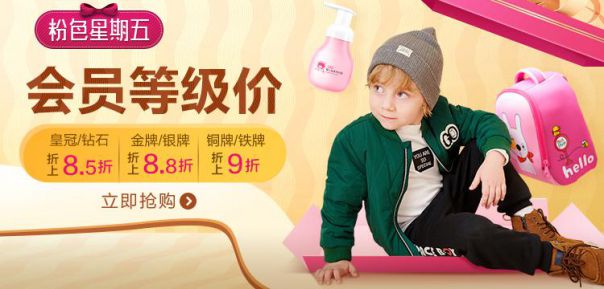 粉色星期五
会员等级价
皇冠/钻石
折上8.5折
金牌/银牌
折上8.8折
铜牌/铁牌
折上9折
立即抢购
GO
hello